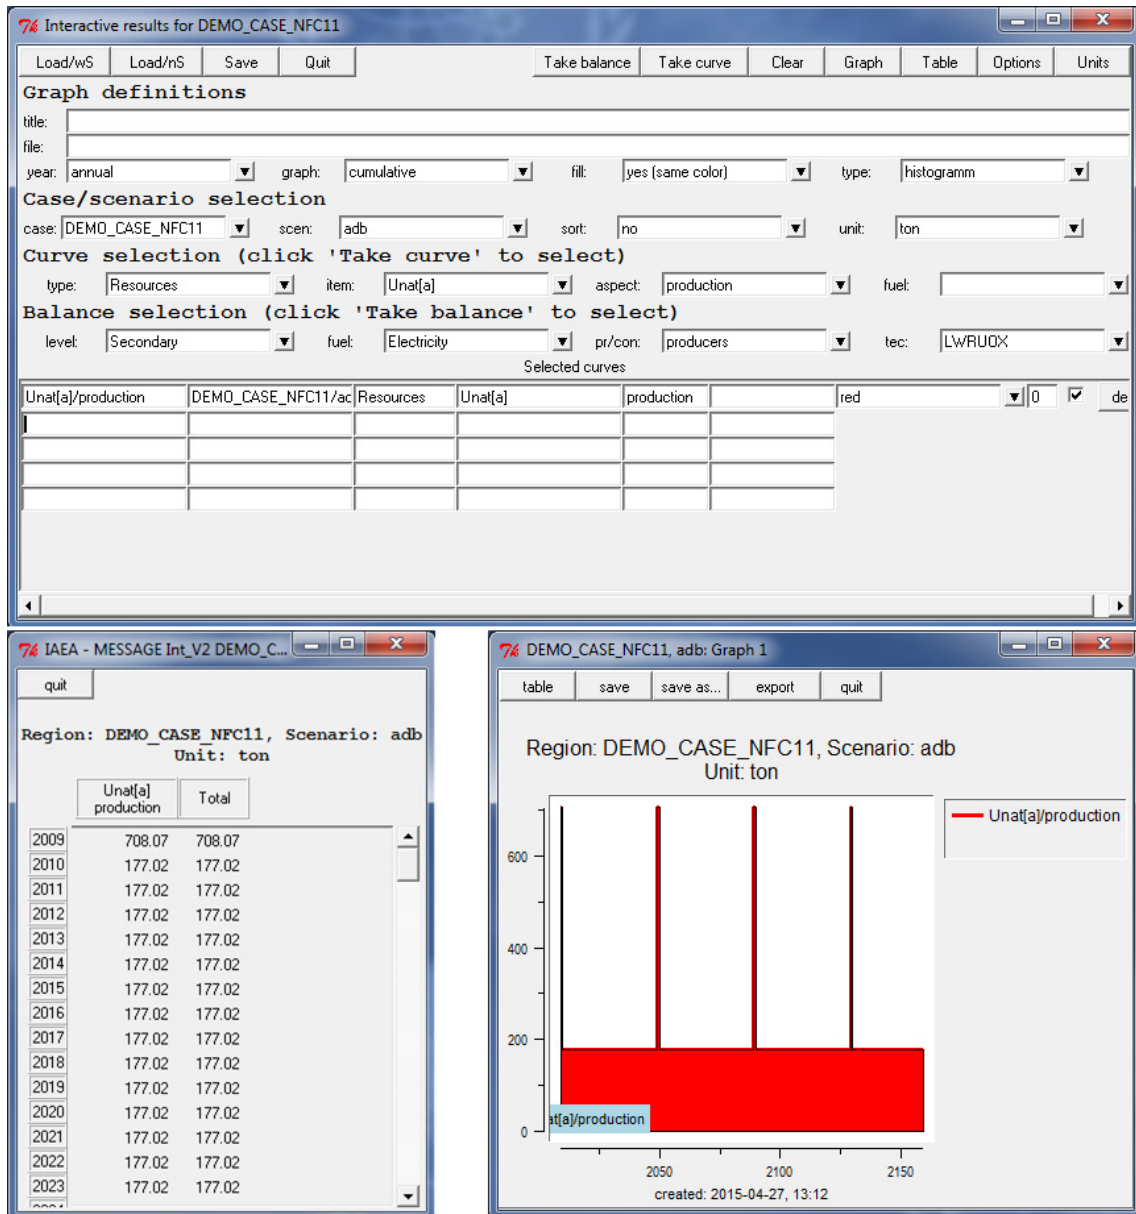 Interactive results for DEMO_CASE_NFC11
Load/wS Load/nS Save Quit Take balance Take curve Clear Graph Table Options Units
Graph definitions
title:
file:
year: annual graph: cumulative fill: yes (same color) type: histogramm
Case/scenario selection
case: DEMO_CASE_NFC11 scen: adb sort: no unit: ton
Curve selection (click 'Take curve' to select)
type: Resources item: Unat[a] aspect: production fuel:
Balance selection (click 'Take balance' to select)
level: Secondary fuel: Electricity pr/con: producers tec: LWRUOX
Selected curves
Unat[a]/production DEMO_CASE_NFC11/ac Resources Unat[a] production red 0 de
IAEA - MESSAGE Int_V2 DEMO_C...
quit
Region: DEMO_CASE_NFC11, Scenario: adb
Unit: ton
Unat[a] production Total
2009 708.07 708.07
2010 177.02 177.02
2011 177.02 177.02
2012 177.02 177.02
2013 177.02 177.02
2014 177.02 177.02
2015 177.02 177.02
2016 177.02 177.02
2017 177.02 177.02
2018 177.02 177.02
2019 177.02 177.02
2020 177.02 177.02
2021 177.02 177.02
2022 177.02 177.02
2023 177.02 177.02
DEMO_CASE_NFC11, adb: Graph 1
table save save as... export quit
Region: DEMO_CASE_NFC11, Scenario: adb
Unit: ton
Unat[a]/production
600
400
200
at[a]/production
0
2050 2100 2150
created: 2015-04-27, 13:12